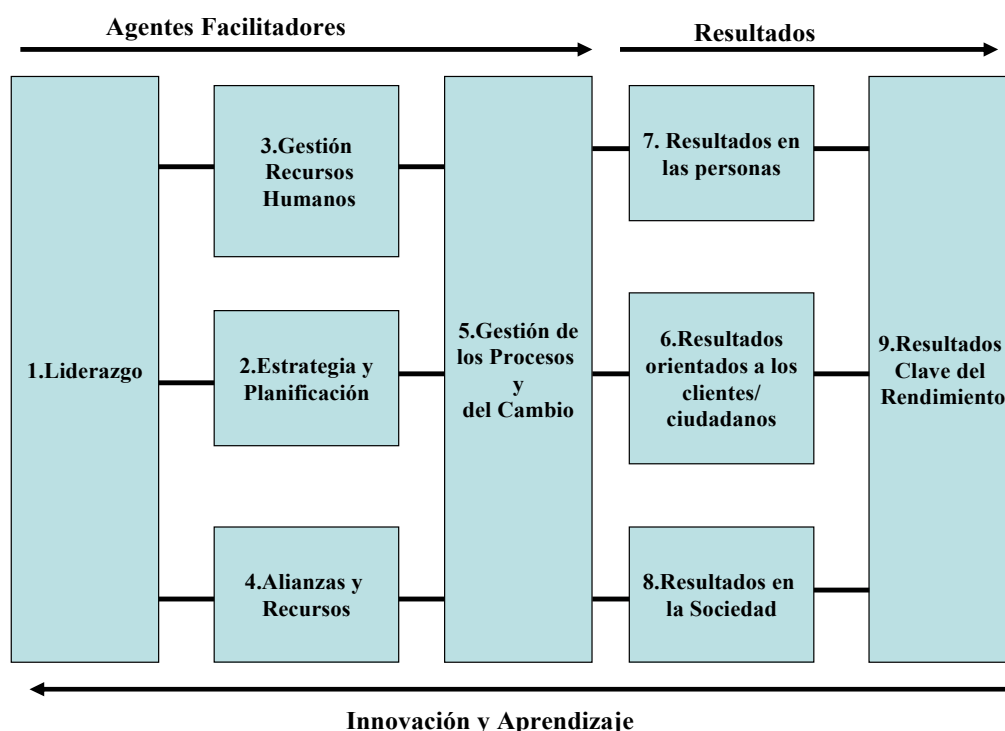 Agentes Facilitadores
Resultados
1.Liderazgo
3.Gestión
Recursos
Humanos
2.Estrategia y
Planificación
4.Alianzas y
Recursos
5.Gestión de
los Procesos
y
del Cambio
7. Resultados en
las personas
6.Resultados
orientados a los
clientes/
ciudadanos
8.Resultados en
la Sociedad
9.Resultados
Clave del
Rendimiento
Innovación y Aprendizaje